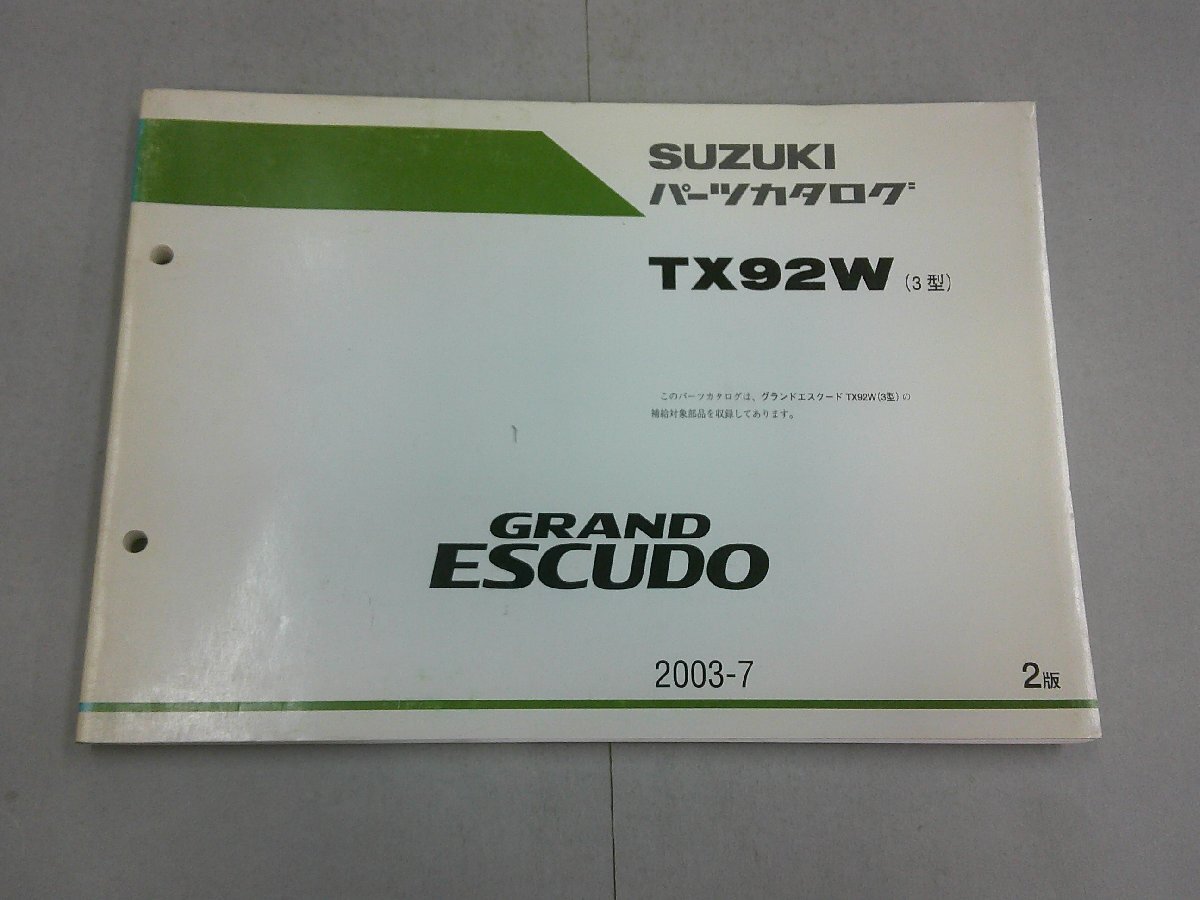 SUZUKI
パーツカタログ
TX92W (3型)
このパーツカタログは、グランドエスクード TX92W(3型)の
補給対象部品を収録してあります。
GRAND
ESCUDO
2003-7
2版